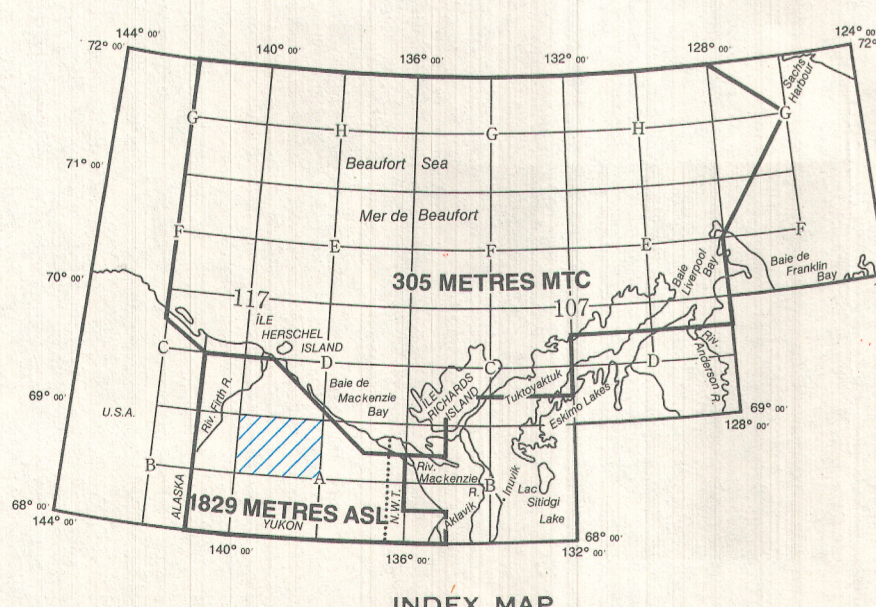 144° 00'
72° 00'
140° 00'
136° 00'
132° 00'
128° 00'
124° 00'
72°
Sachs
Harbour
G
H
G
H
G
71° 00'
Beaufort Sea
Mer de Beaufort
F
E
F
E
F
Baie
Liverpool
Bay
Baie de
Franklin
Bay
70° 00'
305 METRES MTC
117
107
ÎLE
HERSCHEL
ISLAND
C
D
C
D
Riv.
Anderson R.
Baie de
Mackenzie
Bay
ÎLE
RICHARDS
ISLAND
Tuktoyaktuk
Eskimo Lakes
69° 00'
U.S.A.
Riv. Firth R.
69° 00'
128° 00'
B
A
B
Riv.
Mackenzie
R.
Inuvik
Lac
Sitidgi
Lake
ALASKA
1829 METRES ASL
YUKON
N.W.T.
Aklavik
68° 00'
144° 00'
140° 00'
136° 00'
68° 00'
132° 00'
INDEX MAP